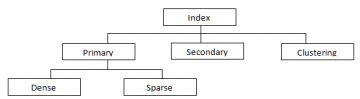 Index
Primary
Secondary
Clustering
Dense
Sparse